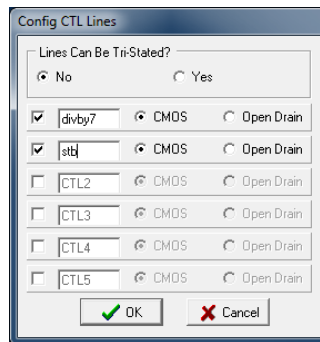 Config CTL Lines
Lines Can Be Tri-Stated?
No Yes
divby7 CMOS Open Drain
stb CMOS Open Drain
CTL2 CMOS Open Drain
CTL3 CMOS Open Drain
CTL4 CMOS Open Drain
CTL5 CMOS Open Drain
OK Cancel